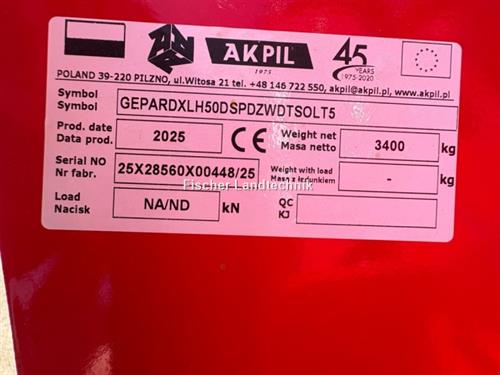 AKPIL
1975
45 YEARS
1975-2020
POLAND 39-220 PILZNO, ul.Witosa 21 tel. +48 146 722 550, akpil@akpil.pl, www.akpil.pl
Symbol
Symbol
GEPARDXLH50DSPDZWDTSOLT5
Prod. date
Data prod.
2025
CE
Weight net
Masa netto
3400
kg
kg
Serial NO
Nr fabr.
25X28560X00448/25
Weight with load
Masa z
-
kg
Fischer Landtechnik
Load
Nacisk
NA/ND
kN
QC
KJ